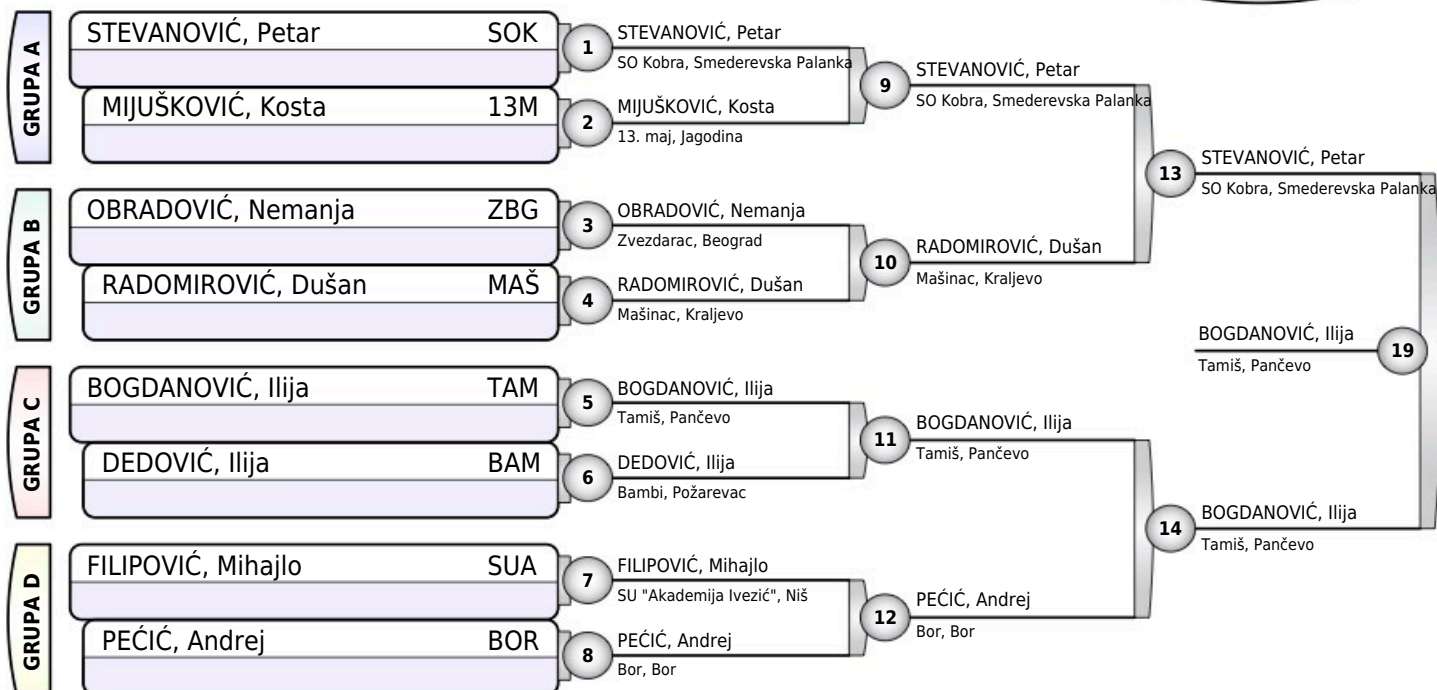 GRUPA A
STEVANOVIĆ, Petar SOK
MIJUŠKOVIĆ, Kosta 13M
GRUPA B
OBRADOVIĆ, Nemanja ZBG
RADOMIROVIĆ, Dušan MAŠ
GRUPA C
BOGDANOVIĆ, Ilija TAM
DEDOVIĆ, Ilija BAM
GRUPA D
FILIPOVIĆ, Mihajlo SUA
PEĆIĆ, Andrej BOR
1
STEVANOVIĆ, Petar
SO Kobra, Smederevska Palanka
2
MIJUŠKOVIĆ, Kosta
13. maj, Jagodina
3
OBRADOVIĆ, Nemanja
Zvezdarac, Beograd
4
RADOMIROVIĆ, Dušan
Mašinac, Kraljevo
5
BOGDANOVIĆ, Ilija
Tamiš, Pančevo
6
DEDOVIĆ, Ilija
Bambi, Požarevac
7
FILIPOVIĆ, Mihajlo
SU "Akademija Ivezić", Niš
8
PEĆIĆ, Andrej
Bor, Bor
9
STEVANOVIĆ, Petar
SO Kobra, Smederevska Palanka
10
RADOMIROVIĆ, Dušan
Mašinac, Kraljevo
11
BOGDANOVIĆ, Ilija
Tamiš, Pančevo
12
PEĆIĆ, Andrej
Bor, Bor
13
STEVANOVIĆ, Petar
SO Kobra, Smederevska Palanka
14
BOGDANOVIĆ, Ilija
Tamiš, Pančevo
BOGDANOVIĆ, Ilija
Tamiš, Pančevo
19